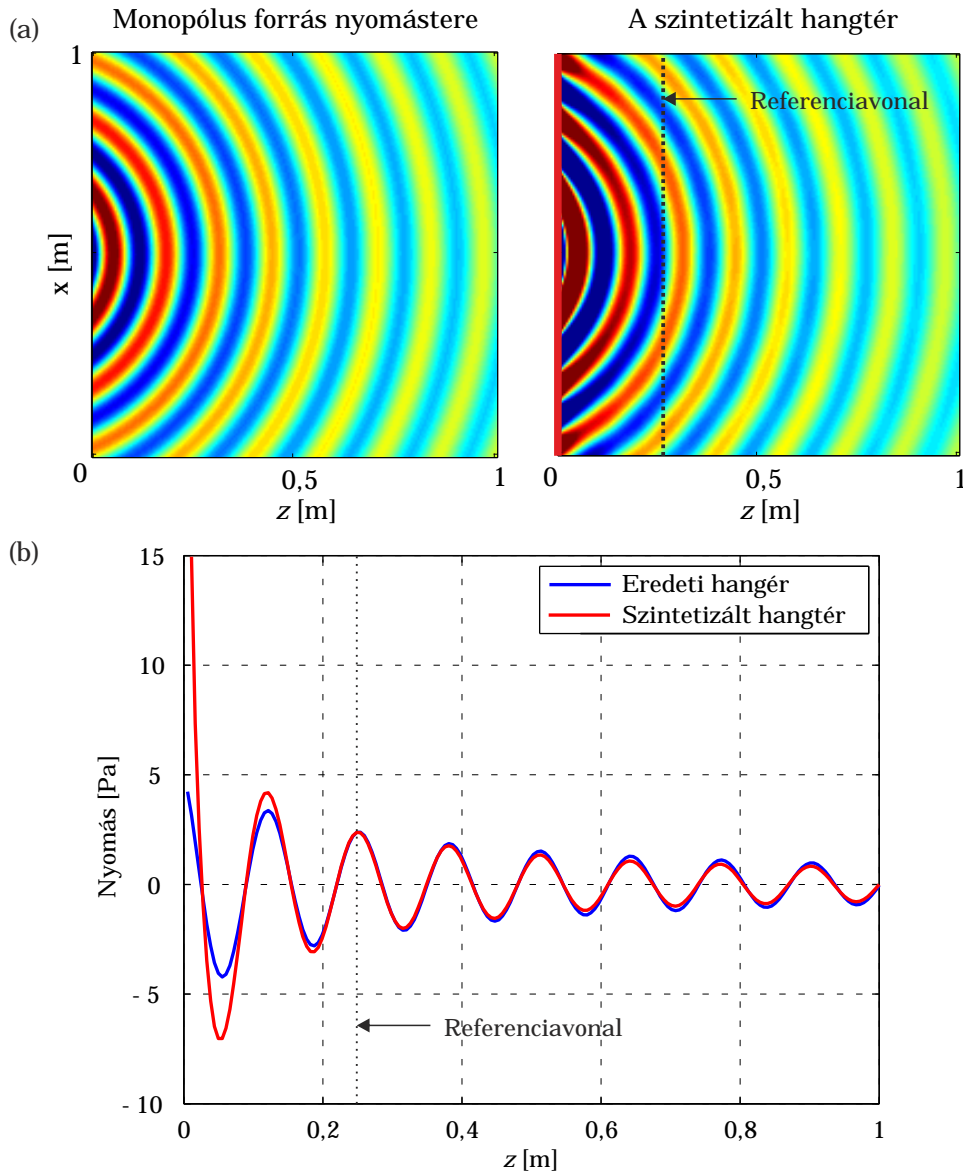 (a)
Monopólus forrás nyomástere
A szintetizált hangtér
1
x [m]
0
0,5
1
z [m]
Referenciavonal
0
0,5
1
z [m]
(b)
15
10
5
0
- 5
- 10
Nyomás [Pa]
Eredeti hangér
Szintetizált hangtér
Referenciavonal
0
0,2
0,4
0,6
0,8
1
z [m]